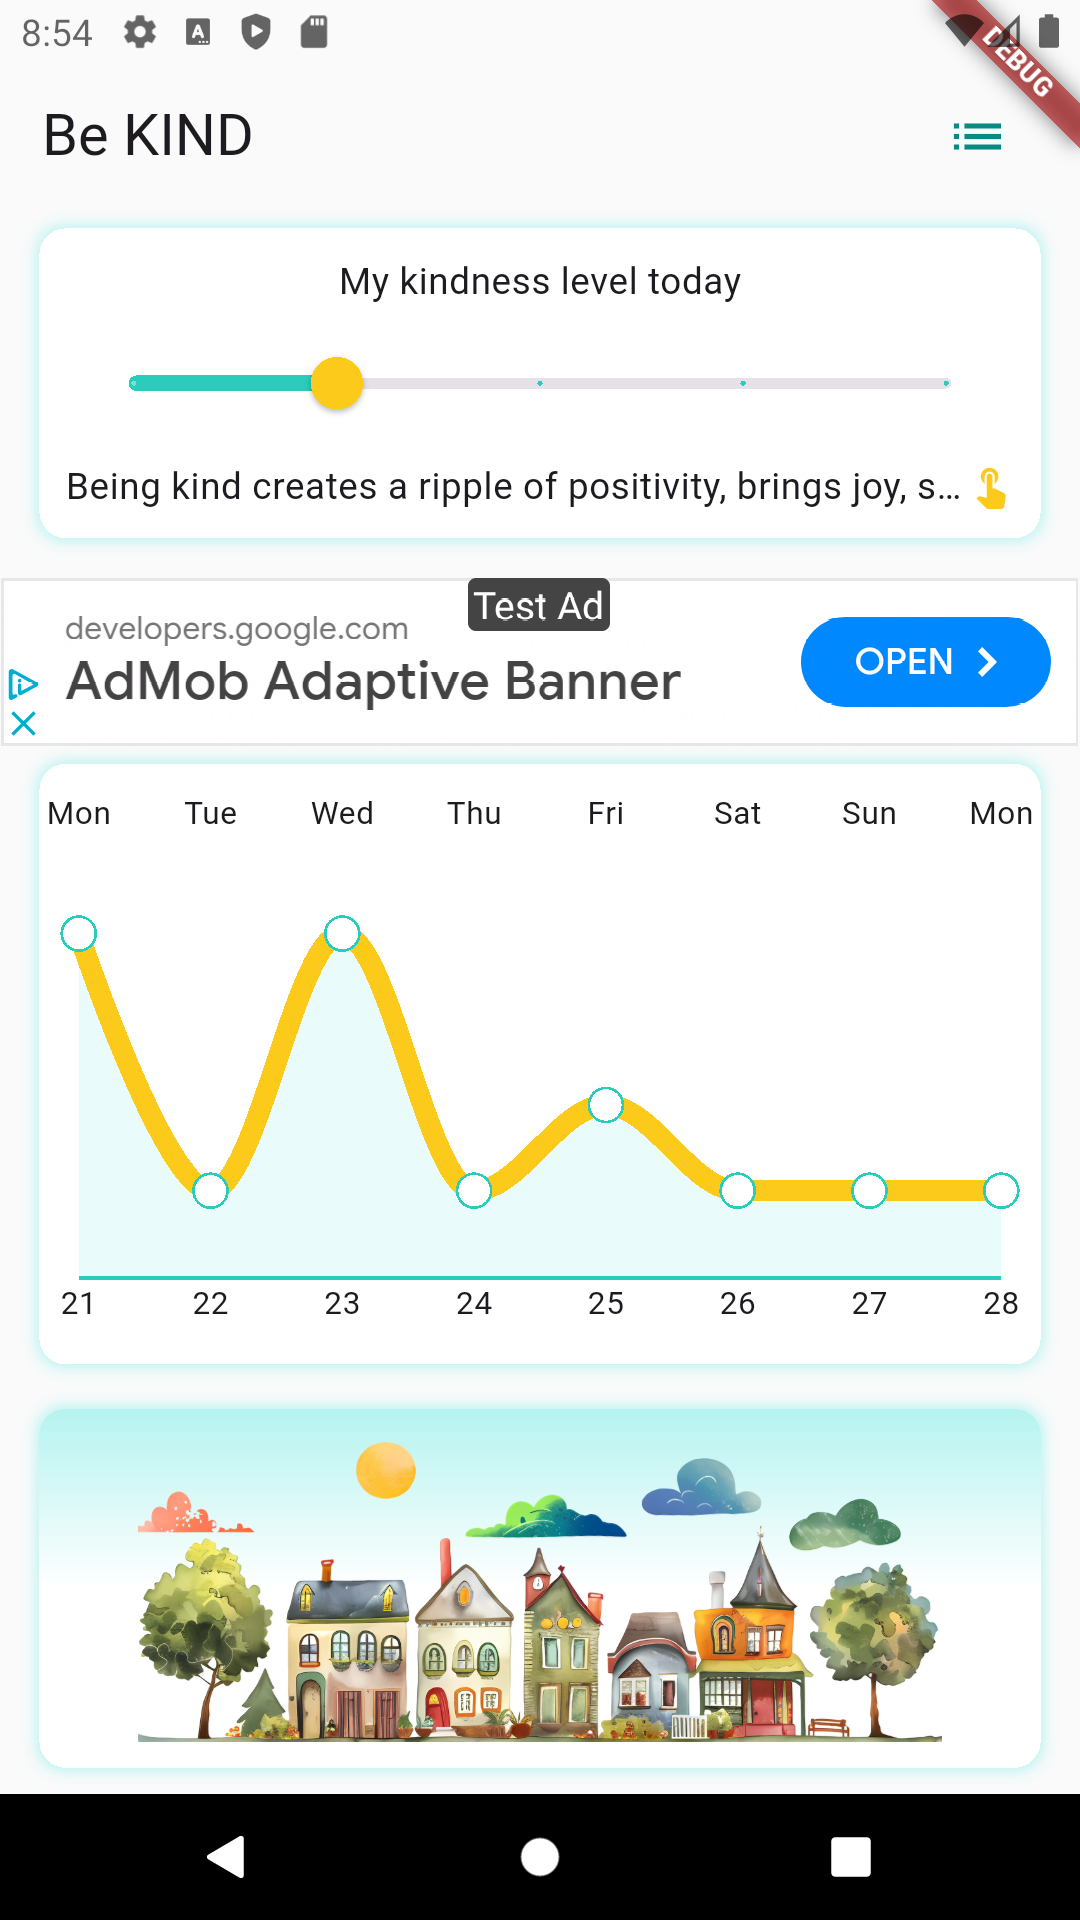 8:54
DEBUG
Be KIND
My kindness level today
Being kind creates a ripple of positivity, brings joy, s...
Test Ad
developers.google.com
AdMob Adaptive Banner
OPEN
Mon Tue Wed Thu Fri Sat Sun Mon
21 22 23 24 25 26 27 28